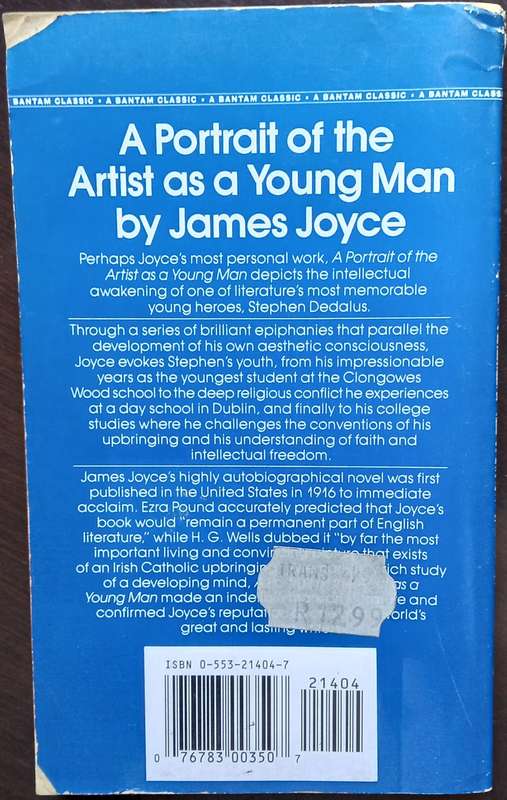 BANTAM CLASSIC • A BANTAM CLASSIC • A BANTAM CLASSIC • A BANTAM CLASSIC • A BANTAM CLASS
A Portrait of the
Artist as a Young Man
by James Joyce
Perhaps Joyce's most personal work, A Portrait of the
Artist as a Young Man depicts the intellectual
awakening of one of literature's most memorable
young heroes, Stephen Dedalus.
Through a series of brilliant epiphanies that parallel the
development of his own aesthetic consciousness,
Joyce evokes Stephen's youth, from his impressionable
years as the youngest student at the Clongowes
Wood school to the deep religious conflict he experiences
at a day school in Dublin, and finally to his college
studies where he challenges the conventions of his
upbringing and his understanding of faith and
intellectual freedom.
James Joyce's highly autobiographical novel was first
published in the United States in 1916 to immediate
acclaim. Ezra Pound accurately predicted that Joyce's
book would "remain a permanent part of English
literature," while H. G. Wells dubbed it "by far the most
important living and that exists
of an Irish Catholic rich study
of a developing mind, as a
Young Man made an and
confirmed Joyce's world's
great and lasting
R 1299
ISBN 0-553-21404-7
21404
0 76783 00350 7